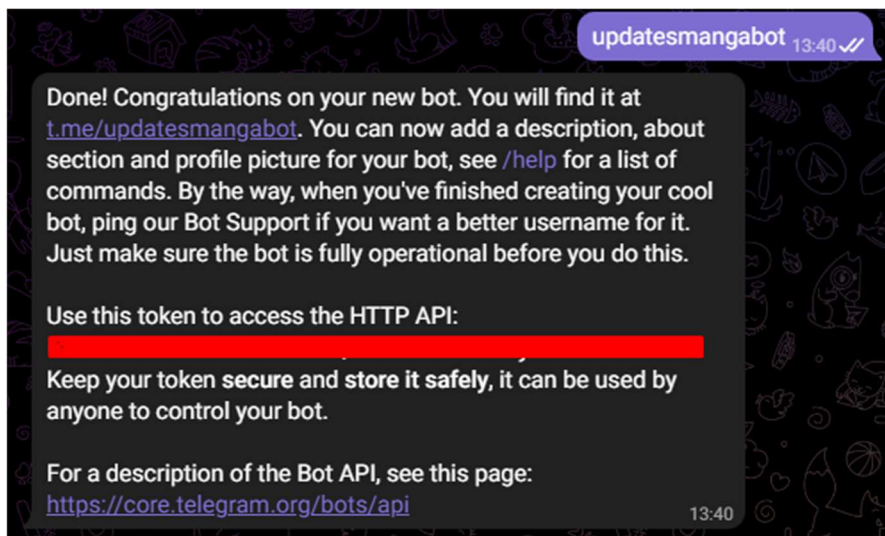 updatesmangabot 13:40
Done! Congratulations on your new bot. You will find it at
t.me/updatesmangabot. You can now add a description, about
section and profile picture for your bot, see /help for a list of
commands. By the way, when you've finished creating your cool
bot, ping our Bot Support if you want a better username for it.
Just make sure the bot is fully operational before you do this.
Use this token to access the HTTP API:
Keep your token secure and store it safely, it can be used by
anyone to control your bot.
For a description of the Bot API, see this page:
https://core.telegram.org/bots/api
13:40